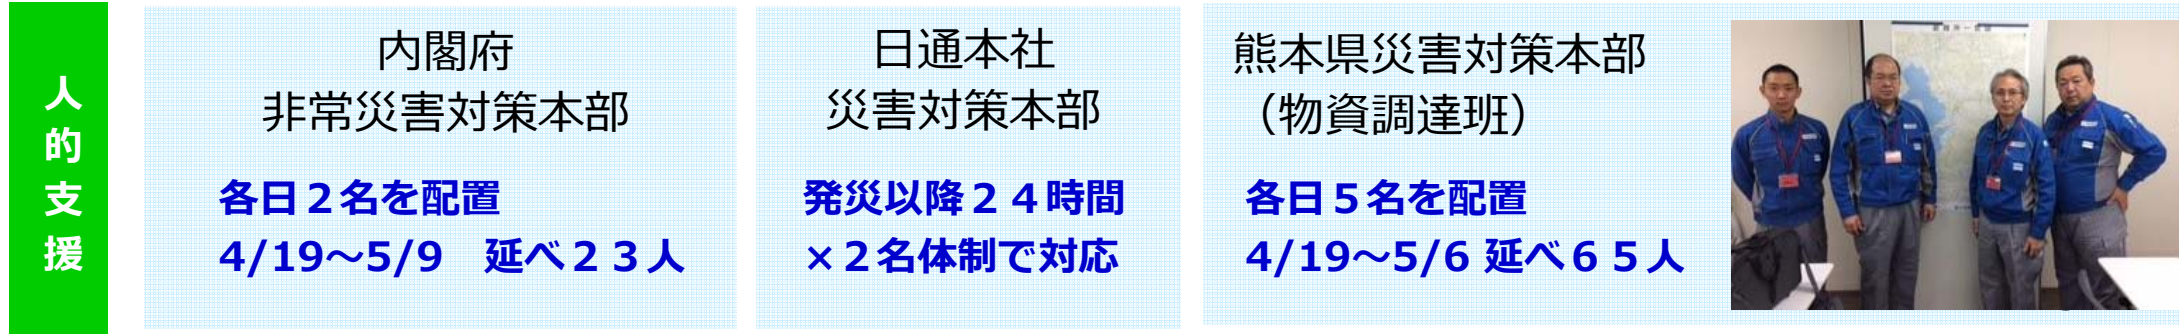 人的支援
内閣府
非常災害対策本部
各日２名を配置
4/19～5/9　延べ２３人
日通本社
災害対策本部
発災以降２４時間
×２名体制で対応
熊本県災害対策本部
（物資調達班）
各日５名を配置
4/19～5/6 延べ６５人